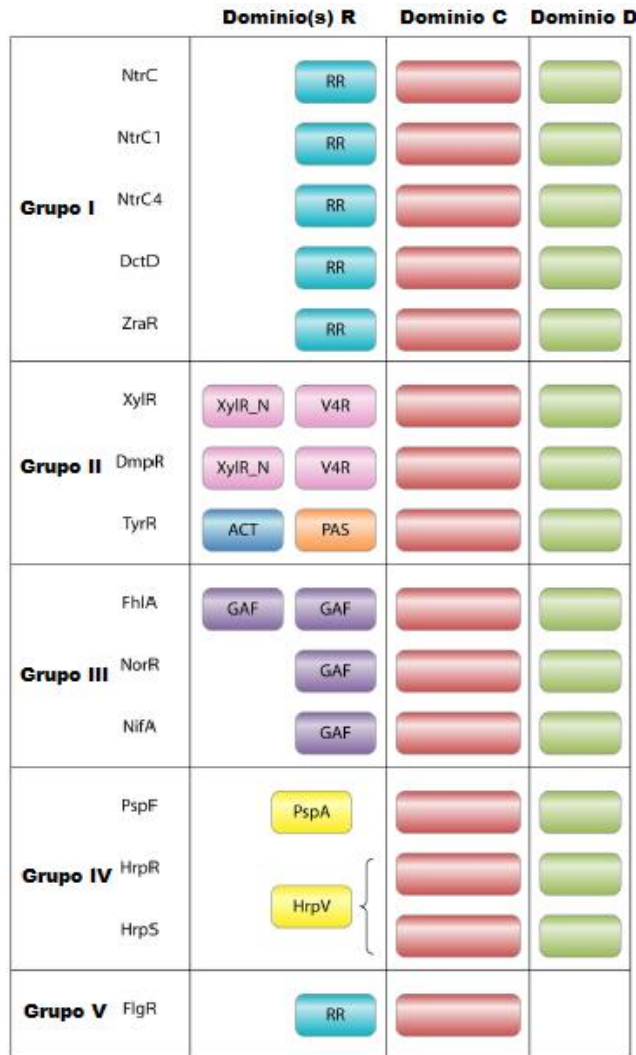 Dominio(s) R Dominio C Dominio D
NtrC RR
NtrC1 RR
Grupo I NtrC4 RR
DctD RR
ZraR RR
XylR XylR_N V4R
Grupo II DmpR XylR_N V4R
TyrR ACT PAS
FhlA GAF GAF
Grupo III NorR GAF
NifA GAF
PspF PspA
Grupo IV HrpR
HrpV
HrpS
Grupo V FlgR RR